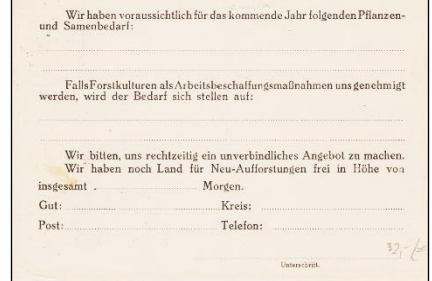 Wir haben voraussichtlich für das kommende Jahr folgenden Pflanzen-
und Samenbedarf:
Falls Forstkulturen als Arbeitsbeschaffungsmaßnahmen uns genehmigt
werden, wird der Bedarf sich stellen auf:
Wir bitten, uns rechtzeitig ein unverbindliches Angebot zu machen.
Wir haben noch Land für Neu-Aufforstungen frei in Höhe von
insgesamt Morgen.
Gut: Kreis:
Post: Telefon:
32,-
Unterschrift.